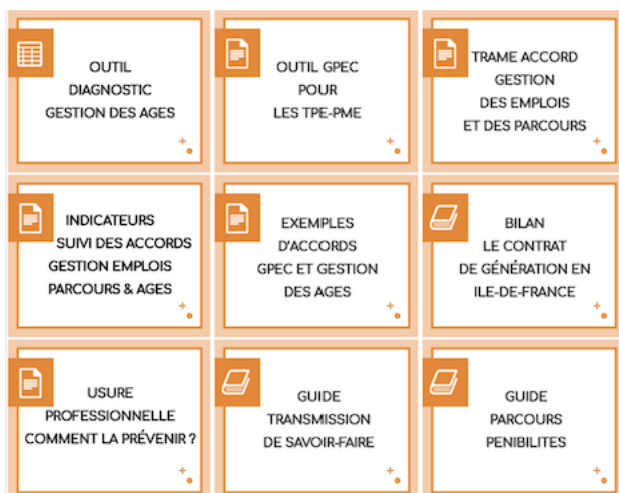 OUTIL
DIAGNOSTIC
GESTION DES AGES
OUTIL GPEC
POUR
LES TPE-PME
TRAME ACCORD
GESTION
DES EMPLOIS
ET DES PARCOURS
INDICATEURS
SUIVI DES ACCORDS
GESTION EMPLOIS
PARCOURS & AGES
EXEMPLES
D'ACCORDS
GPEC ET GESTION
DES AGES
BILAN
LE CONTRAT
DE GÉNÉRATION EN
ILE-DE-FRANCE
USURE
PROFESSIONNELLE
COMMENT LA PRÉVENIR ?
GUIDE
TRANSMISSION
DE SAVOIR-FAIRE
GUIDE
PARCOURS
PENIBILITES